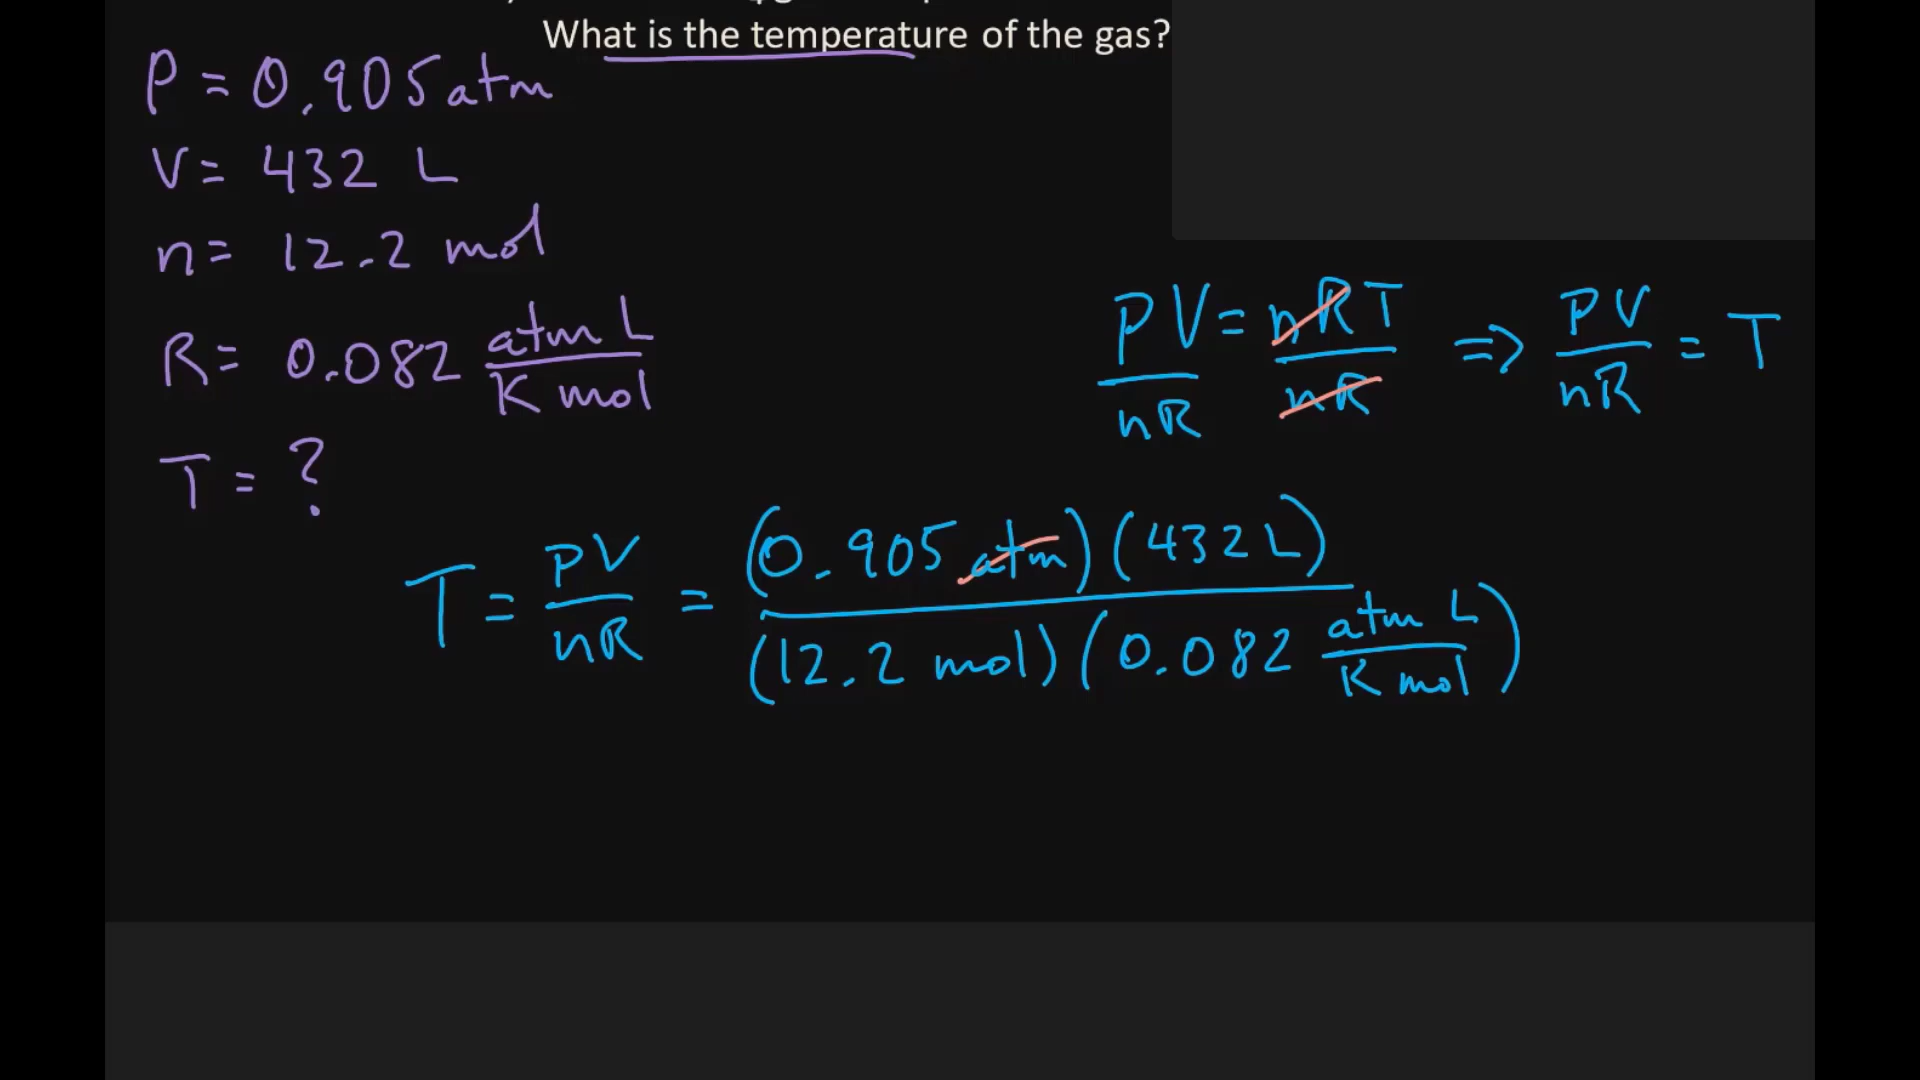 What is the temperature of the gas?
P = 0.905 atm
V = 432 L
n = 12.2 mol
R = 0.082 atm L / K mol
T = ?
PV / nR = nRT / nR ⇒ PV / nR = T
T = PV / nR = (0.905 atm)(432 L) / (12.2 mol)(0.082 atm L / K mol)